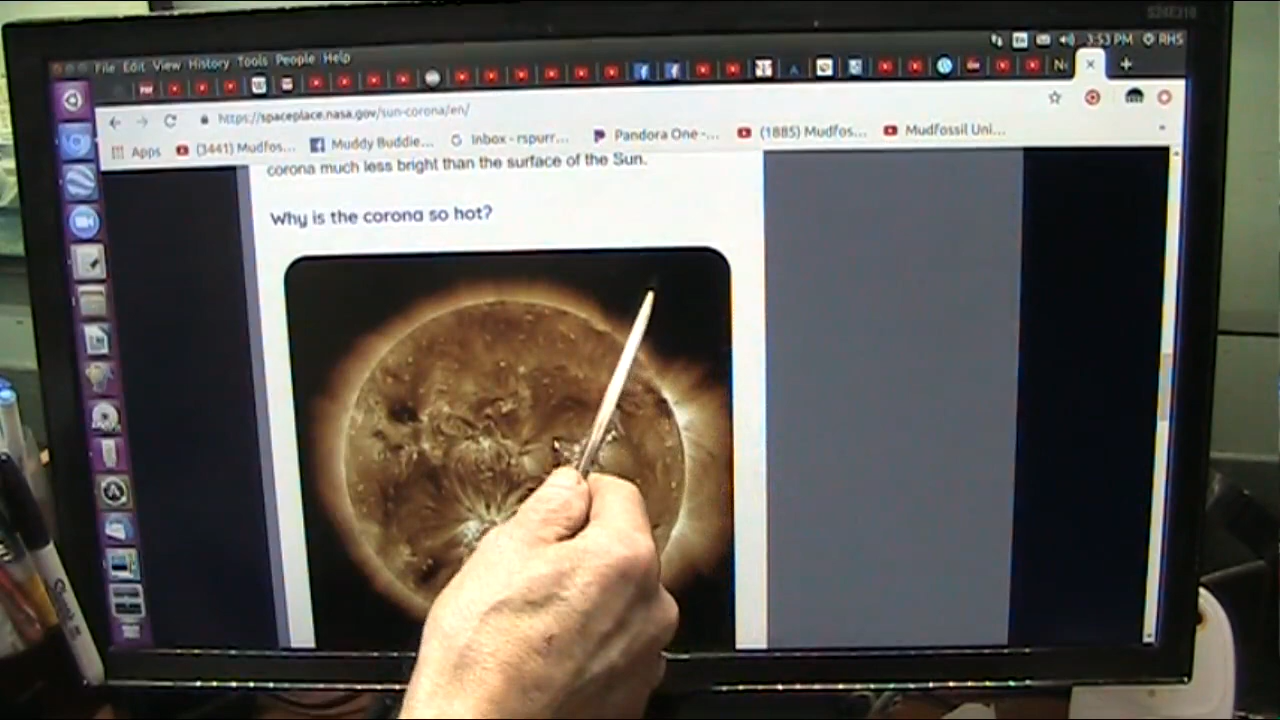 S24E310
File Edit View History Tools People Help
3:53 PM RHS
https://spaceplace.nasa.gov/sun-corona/en/
Apps (3441) Mudfos... Muddy Buddie... Inbox - rspurr... Pandora One -... (1885) Mudfos... Mudfossil Uni...
corona much less bright than the surface of the Sun.
Why is the corona so hot?
Sharpie